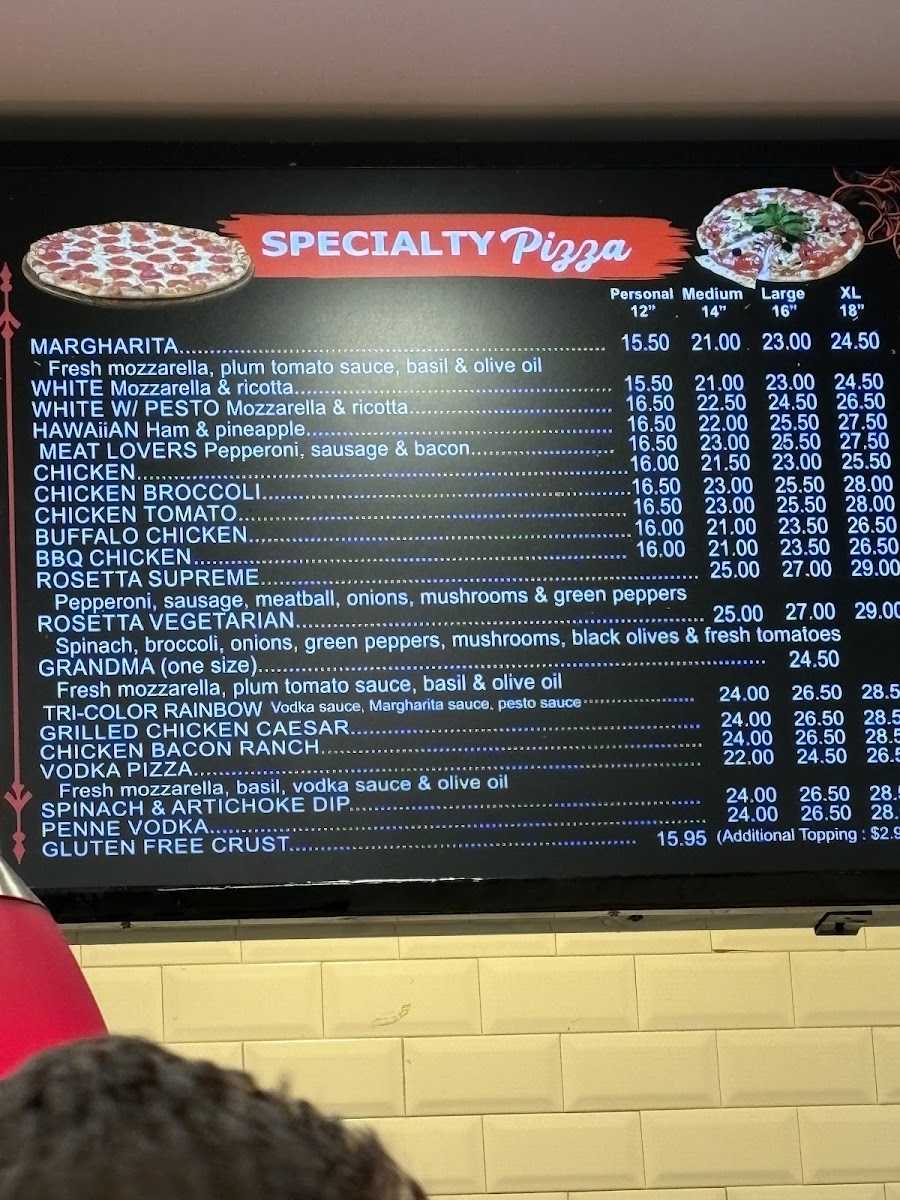 SPECIALTY Pizza
Personal Medium Large XL
12" 14" 16" 18"
MARGHARITA 15.50 21.00 23.00 24.50
Fresh mozzarella, plum tomato sauce, basil & olive oil
WHITE Mozzarella & ricotta 15.50 21.00 23.00 24.50
WHITE W/ PESTO Mozzarella & ricotta 16.50 22.50 24.50 26.50
HAWAiiAN Ham & pineapple 16.50 22.00 25.50 27.50
MEAT LOVERS Pepperoni, sausage & bacon 16.50 23.00 25.50 27.50
CHICKEN 16.00 21.50 23.00 25.50
CHICKEN BROCCOLI 16.50 23.00 25.50 28.00
CHICKEN TOMATO 16.50 23.00 25.50 28.00
BUFFALO CHICKEN 16.00 21.00 23.50 26.50
BBQ CHICKEN 16.00 21.00 23.50 26.50
ROSETTA SUPREME 25.00 27.00 29.00
Pepperoni, sausage, meatball, onions, mushrooms & green peppers
ROSETTA VEGETARIAN 25.00 27.00 29.00
Spinach, broccoli, onions, green peppers, mushrooms, black olives & fresh tomatoes
GRANDMA (one size) 24.50
Fresh mozzarella, plum tomato sauce, basil & olive oil
TRI-COLOR RAINBOW Vodka sauce, Margharita sauce, pesto sauce 24.00 26.50 28.5
GRILLED CHICKEN CAESAR 24.00 26.50 28.5
CHICKEN BACON RANCH 24.00 26.50 28.5
VODKA PIZZA 22.00 24.50 26.5
Fresh mozzarella, basil, vodka sauce & olive oil
SPINACH & ARTICHOKE DIP 24.00 26.50 28.
PENNE VODKA 24.00 26.50 28.
GLUTEN FREE CRUST 15.95 (Additional Topping : $2.9